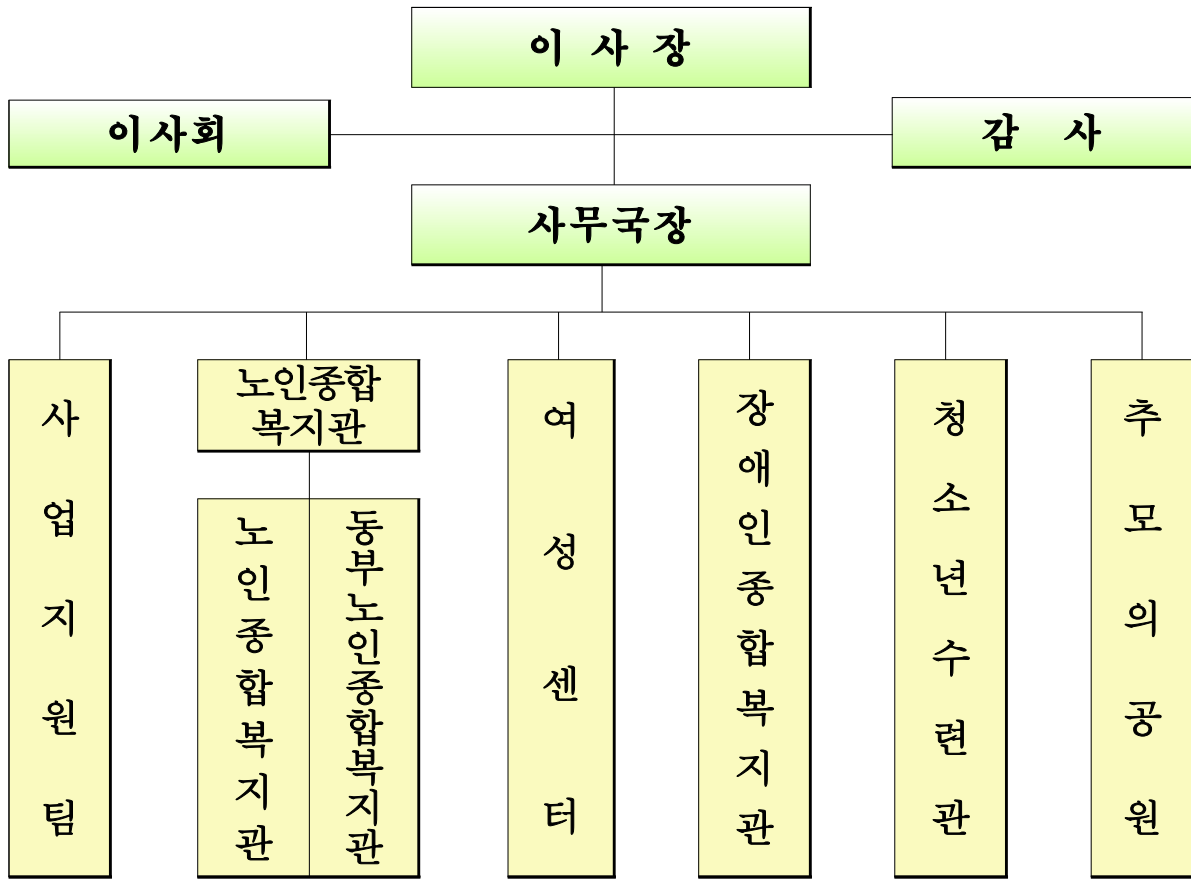 이 사 장
이사회
감 사
사무국장
사업지원팀
노인종합
복지관
노인종합복지관
동부노인종합복지관
여성센터
장애인종합복지관
청소년수련관
추모의공원